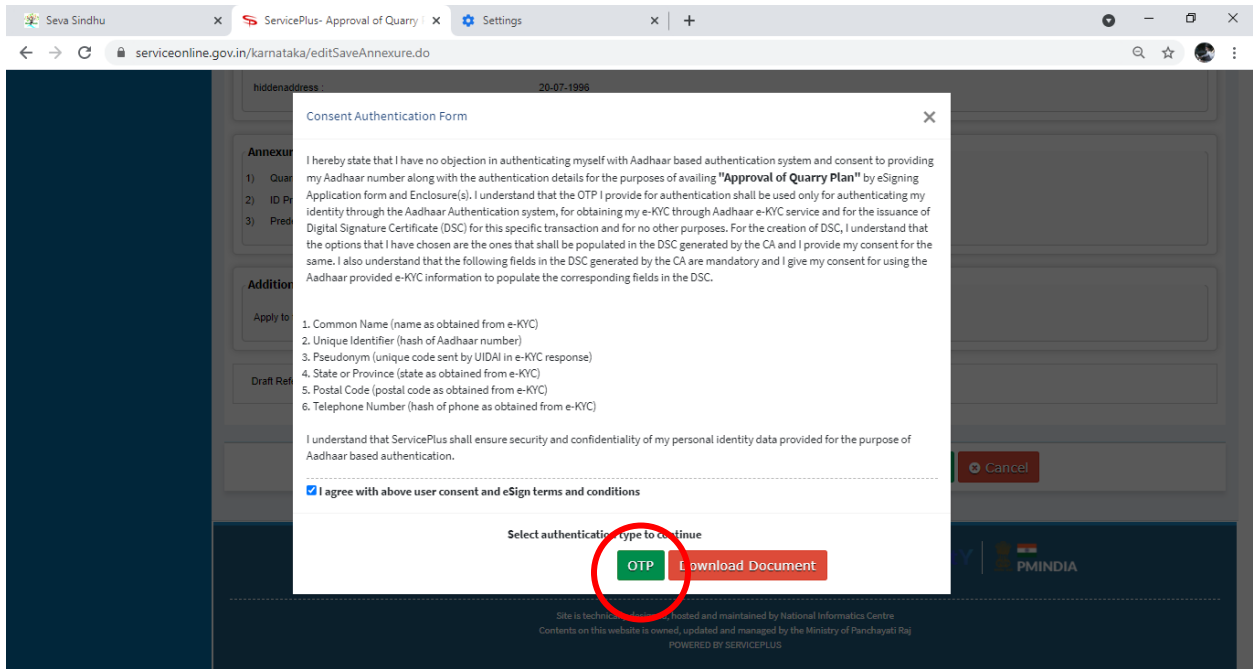 Seva Sindhu
ServicePlus- Approval of Quarry
Settings
serviceonline.gov.in/karnataka/editSaveAnnexure.do
hiddenaddress :
20-07-1996
Consent Authentication Form
I hereby state that I have no objection in authenticating myself with Aadhaar based authentication system and consent to providing
my Aadhaar number along with the authentication details for the purposes of availing "Approval of Quarry Plan" by eSigning
Application form and Enclosure(s). I understand that the OTP I provide for authentication shall be used only for authenticating my
identity through the Aadhaar Authentication system, for obtaining my e-KYC through Aadhaar e-KYC service and for the issuance of
Digital Signature Certificate (DSC) for this specific transaction and for no other purposes. For the creation of DSC, I understand that
the options that I have chosen are the ones that shall be populated in the DSC generated by the CA and I provide my consent for the
same. I also understand that the following fields in the DSC generated by the CA are mandatory and I give my consent for using the
Aadhaar provided e-KYC information to populate the corresponding fields in the DSC.
Annexur
1) Quar
2) ID Pr
3) Prede
Addition
Apply to
Draft Ref
1. Common Name (name as obtained from e-KYC)
2. Unique Identifier (hash of Aadhaar number)
3. Pseudonym (unique code sent by UIDAI in e-KYC response)
4. State or Province (state as obtained from e-KYC)
5. Postal Code (postal code as obtained from e-KYC)
6. Telephone Number (hash of phone as obtained from e-KYC)
I understand that ServicePlus shall ensure security and confidentiality of my personal identity data provided for the purpose of
Aadhaar based authentication.
Cancel
I agree with above user consent and eSign terms and conditions
Select authentication type to continue
OTP
Download Document
Y
PMINDIA
Site is technically designed, hosted and maintained by National Informatics Centre
Contents on this website is owned, updated and managed by the Ministry of Panchayati Raj
POWERED BY SERVICEPLUS